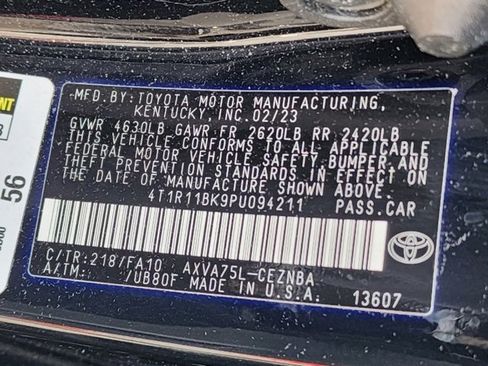 MFD. BY: TOYOTA MOTOR MANUFACTURING,
KENTUCKY, INC. 02/23
GVWR 4630LB GAWR FR 2620LB RR 2420LB
THIS VEHICLE CONFORMS TO ALL APPLICABLE
FEDERAL MOTOR VEHICLE SAFETY, BUMPER, AND
THEFT PREVENTION STANDARDS IN EFFECT ON
THE DATE OF MANUFACTURE SHOWN ABOVE.
4T1R11BK9PU094211 PASS.CAR
C/TR:218/FA10 AXVA75L-CEZNBA
A/TM: /UB80F MADE IN U.S.A.
13607
TOYOTA
56